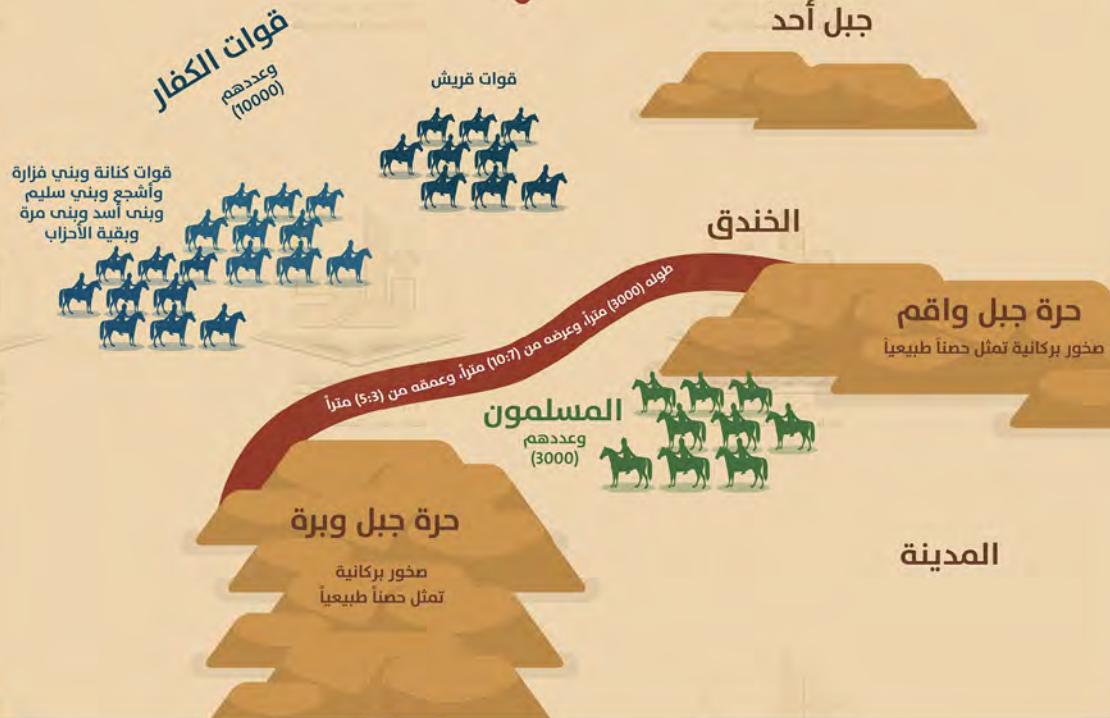 جبل أحد
قوات الكفار
وعددهم
(10000)
قوات قريش
قوات كنانة وبني فزارة
وأشجع وبني سليم
وبنى أسد وبنى مرة
وبقية الأحزاب
الخندق
طوله (3000) متراً، وعرضه من (10:7) متراً، وعمقه من (5:3) متراً
حرة جبل واقم
صخور بركانية تمثل حصناً طبيعياً
المسلمون
وعددهم
(3000)
حرة جبل وبرة
صخور بركانية
تمثل حصناً طبيعياً
المدينة